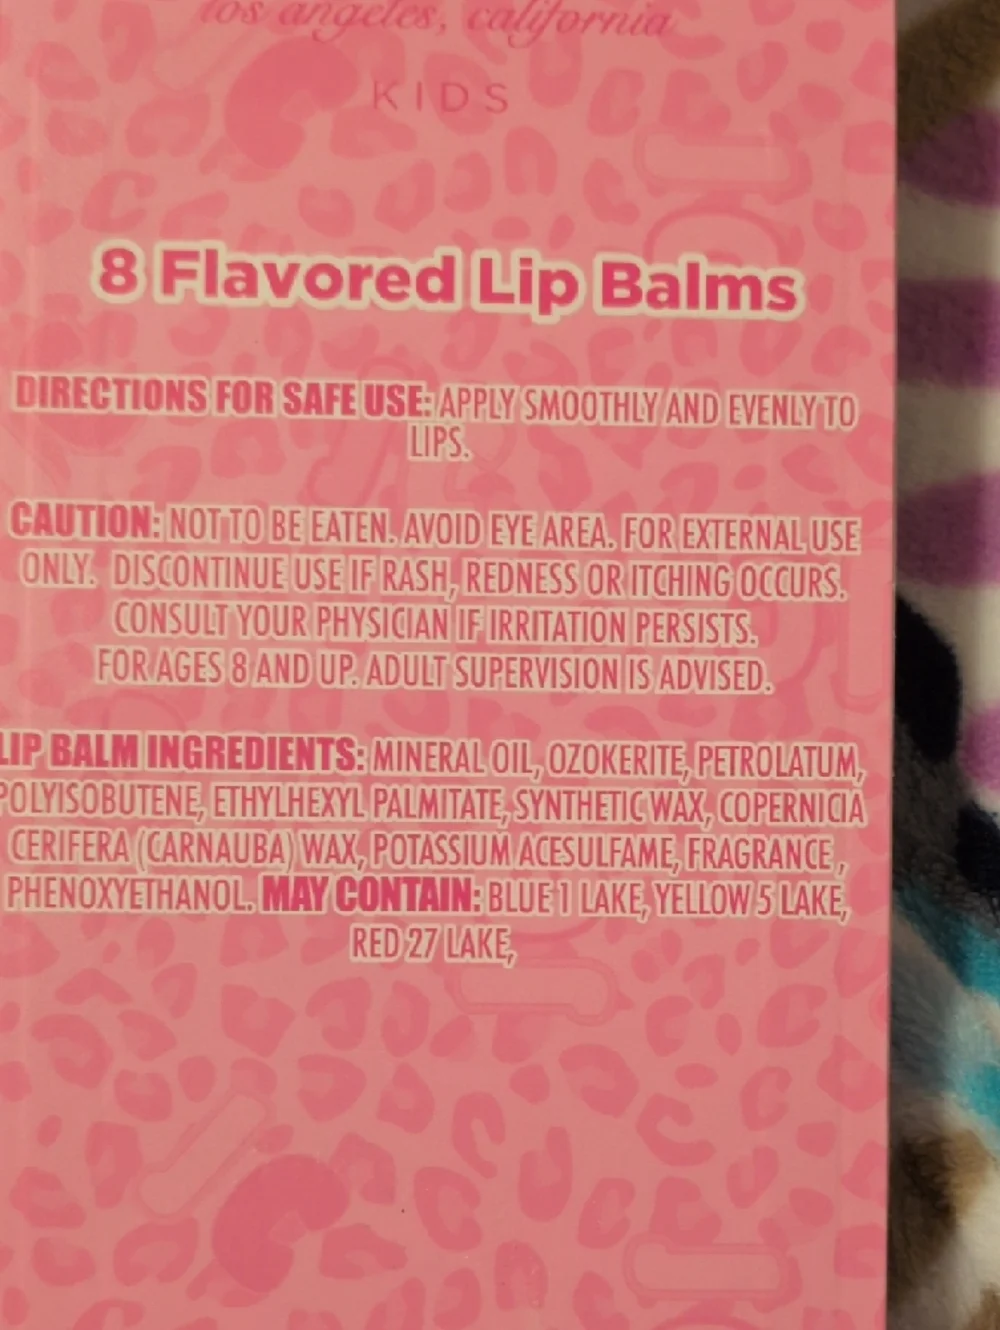 los angeles, california
KIDS
8 Flavored Lip Balms
DIRECTIONS FOR SAFE USE: APPLY SMOOTHLY AND EVENLY TO
LIPS.
CAUTION: NOT TO BE EATEN. AVOID EYE AREA. FOR EXTERNAL USE
ONLY. DISCONTINUE USE IF RASH, REDNESS OR ITCHING OCCURS.
CONSULT YOUR PHYSICIAN IF IRRITATION PERSISTS.
FOR AGES 8 AND UP. ADULT SUPERVISION IS ADVISED.
LIP BALM INGREDIENTS: MINERAL OIL, OZOKERITE, PETROLATUM,
POLYISOBUTENE, ETHYLHEXYL PALMITATE, SYNTHETIC WAX, COPERNICIA
CERIFERA (CARNAUBA) WAX, POTASSIUM ACESULFAME, FRAGRANCE ,
PHENOXYETHANOL. MAY CONTAIN: BLUE 1 LAKE, YELLOW 5 LAKE,
RED 27 LAKE,